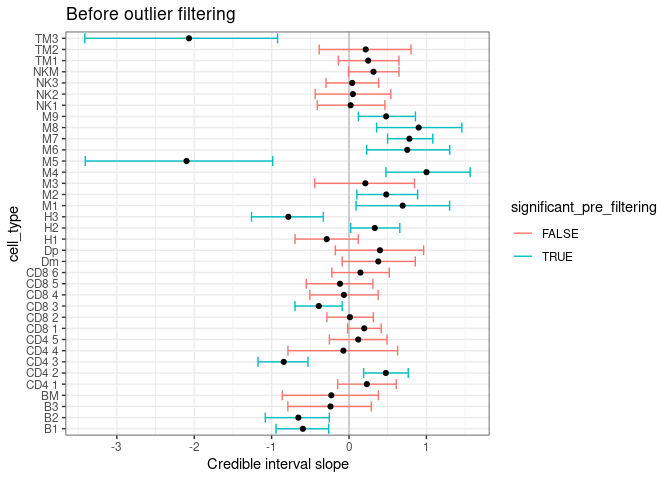 Before outlier filtering
TM3
TM2
TM1
NKM
NK3
NK2
NK1
M9
M8
M7
M6
M5
M4
M3
M2
M1
H3
H2
H1
Dp
Dm
CD8 6
CD8 5
CD8 4
CD8 3
CD8 2
CD8 1
CD4 5
CD4 4
CD4 3
CD4 2
CD4 1
BM
B3
B2
B1
cell_type
-3 -2 -1 0 1
Credible interval slope
significant_pre_filtering
FALSE
TRUE